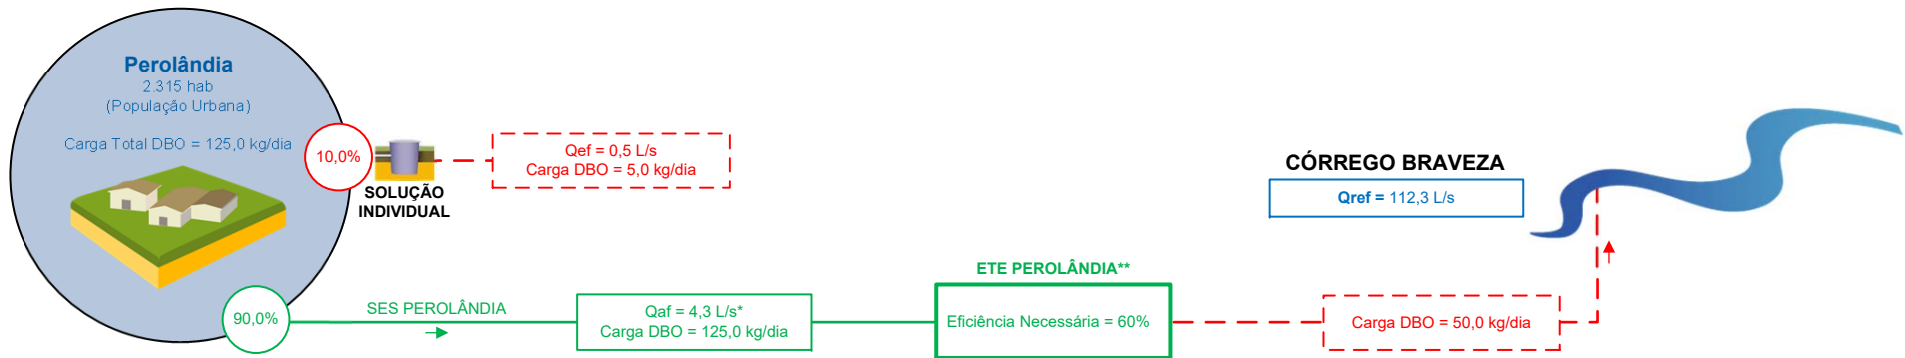 Perolândia
2.315 hab
(População Urbana)
Carga Total DBO = 125,0 kg/dia
10,0%
SOLUÇÃO
INDIVIDUAL
Qef = 0,5 L/s
Carga DBO = 5,0 kg/dia
CÓRREGO BRAVEZA
Qref = 112,3 L/s
90,0%
SES PEROLÂNDIA
Qaf = 4,3 L/s*
Carga DBO = 125,0 kg/dia
ETE PEROLÂNDIA**
Eficiência Necessária = 60%
Carga DBO = 50,0 kg/dia